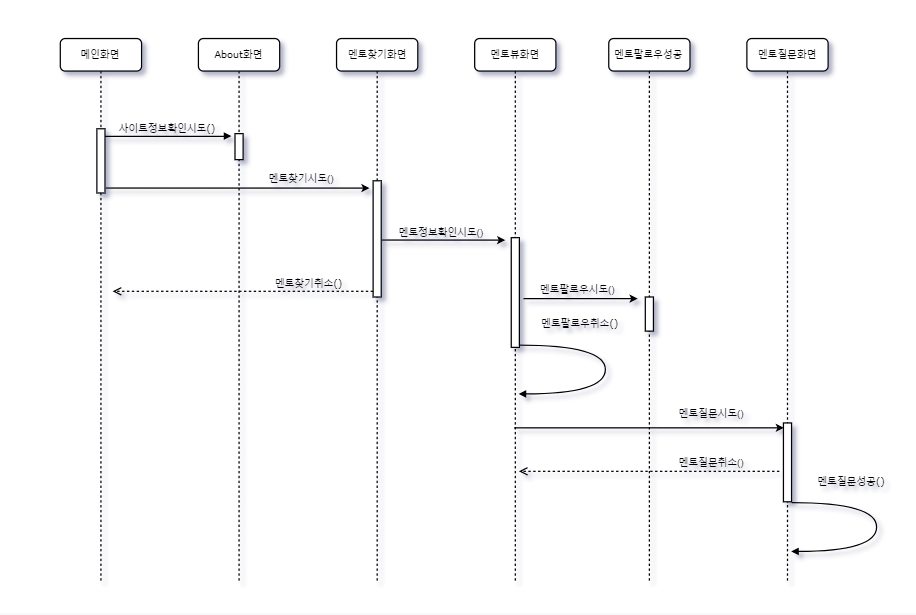 메인화면
About화면
멘토찾기화면
멘토뷰화면
멘토팔로우성공
멘토질문화면
사이트정보확인시도()
멘토찾기시도()
멘토정보확인시도()
멘토찾기취소()
멘토팔로우시도()
멘토팔로우취소()
멘토질문시도()
멘토질문취소()
멘토질문성공()